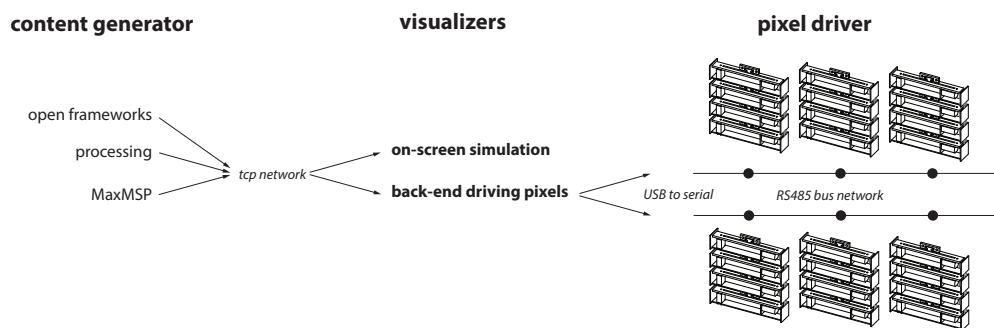 content generator
visualizers
pixel driver
open frameworks
processing
MaxMSP
tcp network
on-screen simulation
back-end driving pixels
USB to serial
RS485 bus network